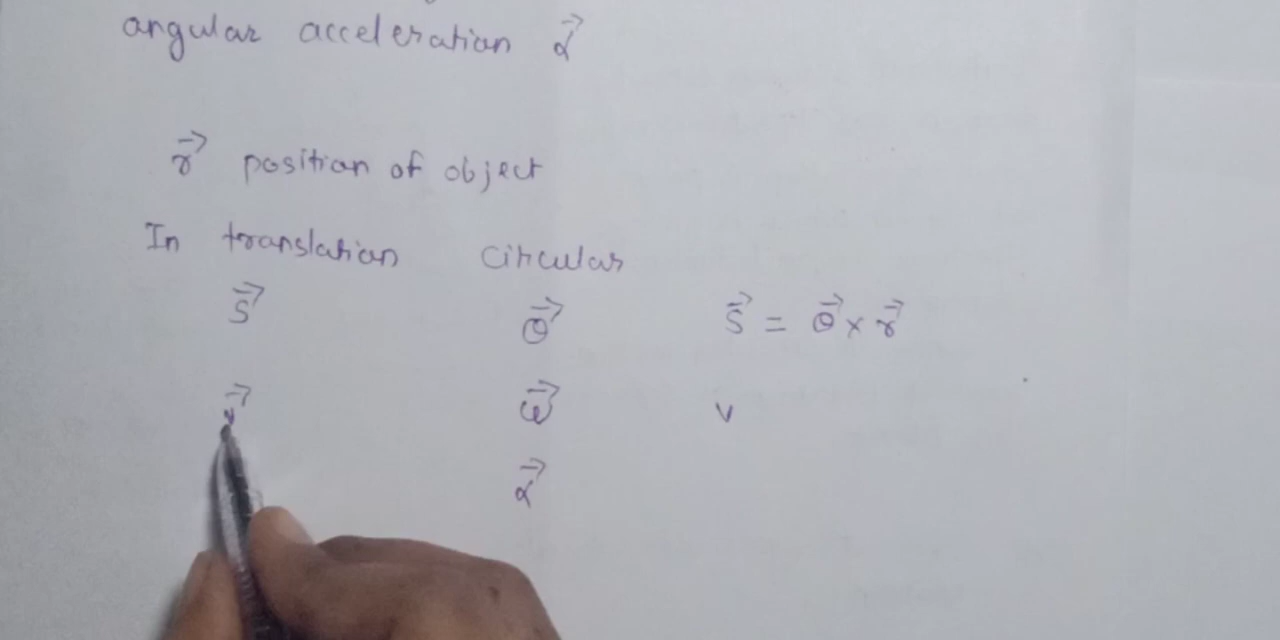 angular acceleration α⃗
r⃗ position of object
In translation circular
s⃗ θ⃗ s⃗ = θ⃗ × r⃗
v⃗ ω⃗ v
α⃗